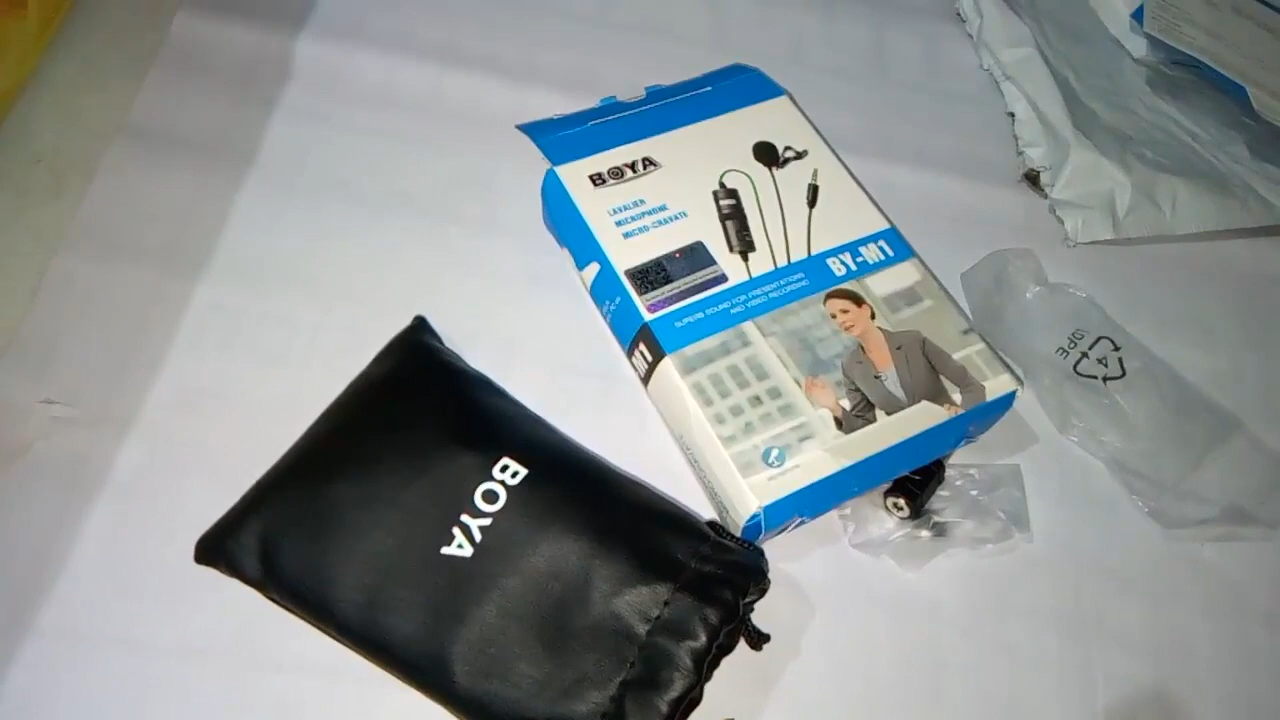 BOYA
LAVALIER
MICROPHONE
MICRO-CRAVATE
BY-M1
SUPERB SOUND FOR PRESENTATIONS
AND VIDEO RECORDING
M1
BOYA
4
LDPE